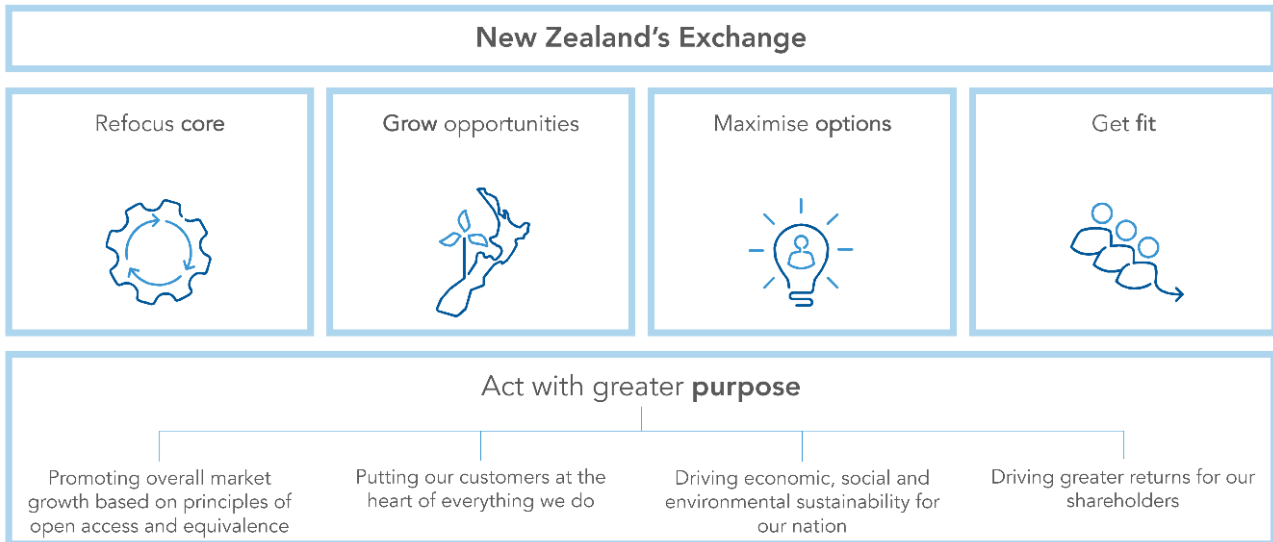 New Zealand's Exchange
Refocus core
Grow opportunities
Maximise options
Get fit
Act with greater purpose
Promoting overall market
growth based on principles of
open access and equivalence
Putting our customers at the
heart of everything we do
Driving economic, social and
environmental sustainability for
our nation
Driving greater returns for our
shareholders